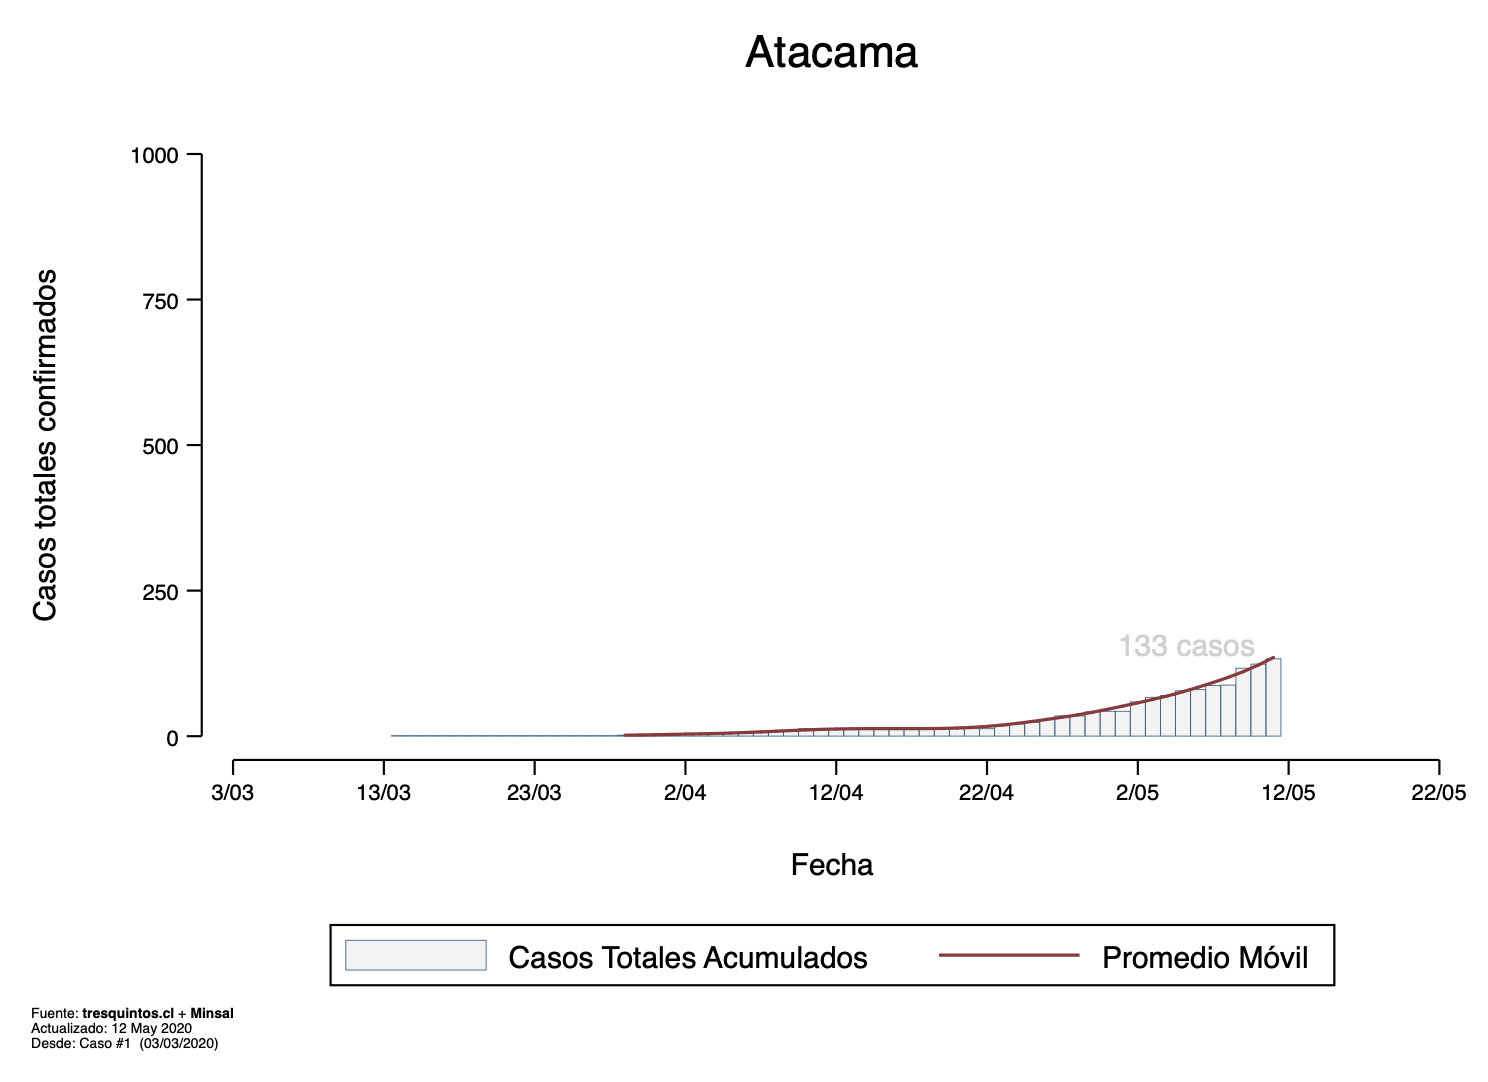 Atacama
Casos totales confirmados
1000
750
500
250
0
133 casos
3/03 13/03 23/03 2/04 12/04 22/04 2/05 12/05 22/05
Fecha
Casos Totales Acumulados Promedio Móvil
Fuente: tresquintos.cl + Minsal
Actualizado: 12 May 2020
Desde: Caso #1 (03/03/2020)